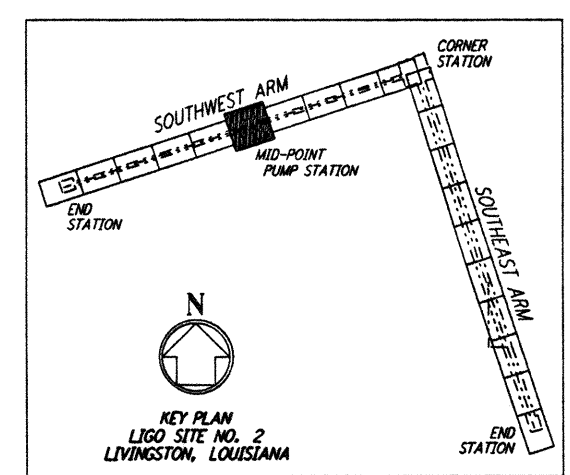 CORNER
STATION
SOUTHWEST ARM
MID-POINT
PUMP STATION
END
STATION
SOUTHEAST ARM
N
KEY PLAN
LIGO SITE NO. 2
LIVINGSTON, LOUISIANA
END
STATION